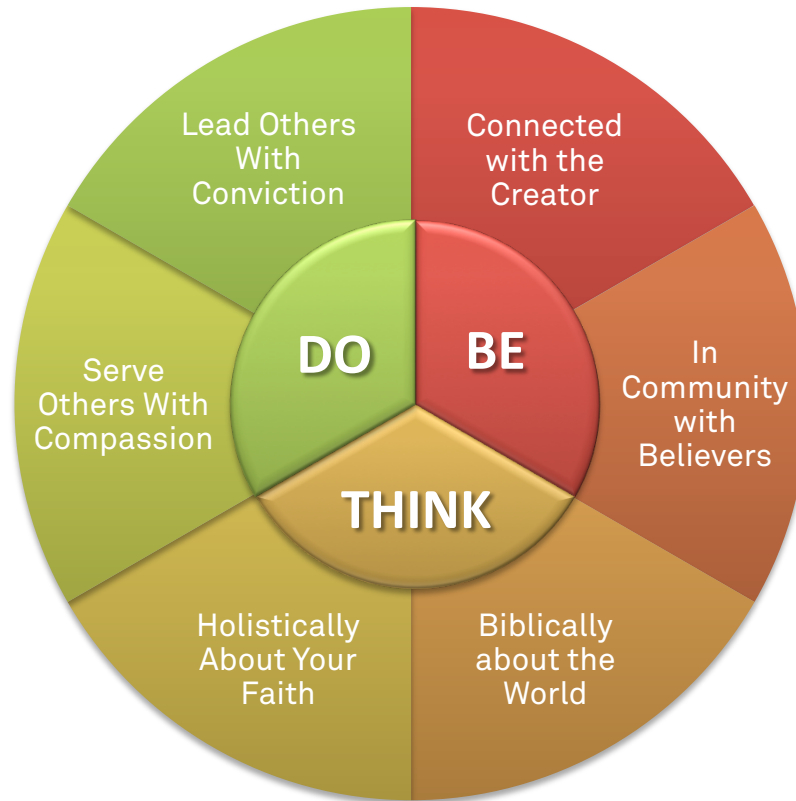 Lead Others
With
Conviction
Connected
with the
Creator
DO
BE
THINK
Serve
Others With
Compassion
In
Community
with
Believers
Holistically
About Your
Faith
Biblically
about the
World